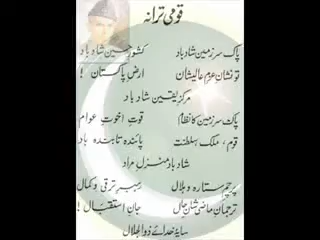 قومی ترانہ
پاک سرزمین شاد باد کشور حسین شاد باد
تو نشان عزم عالیشان ارض پاکستان !
مرکز یقین شاد باد
پاک سرزمین کا نظام قوت اخوت عوام
قوم ، ملک سلطنت پائندہ تابندہ باد
شاد باد منزل مراد
پرچم ستارہ و ہلال رہبر ترقی و کمال
ترجمان ماضی شان حال جان استقبال !
سایۂ خدائے ذوالجلال